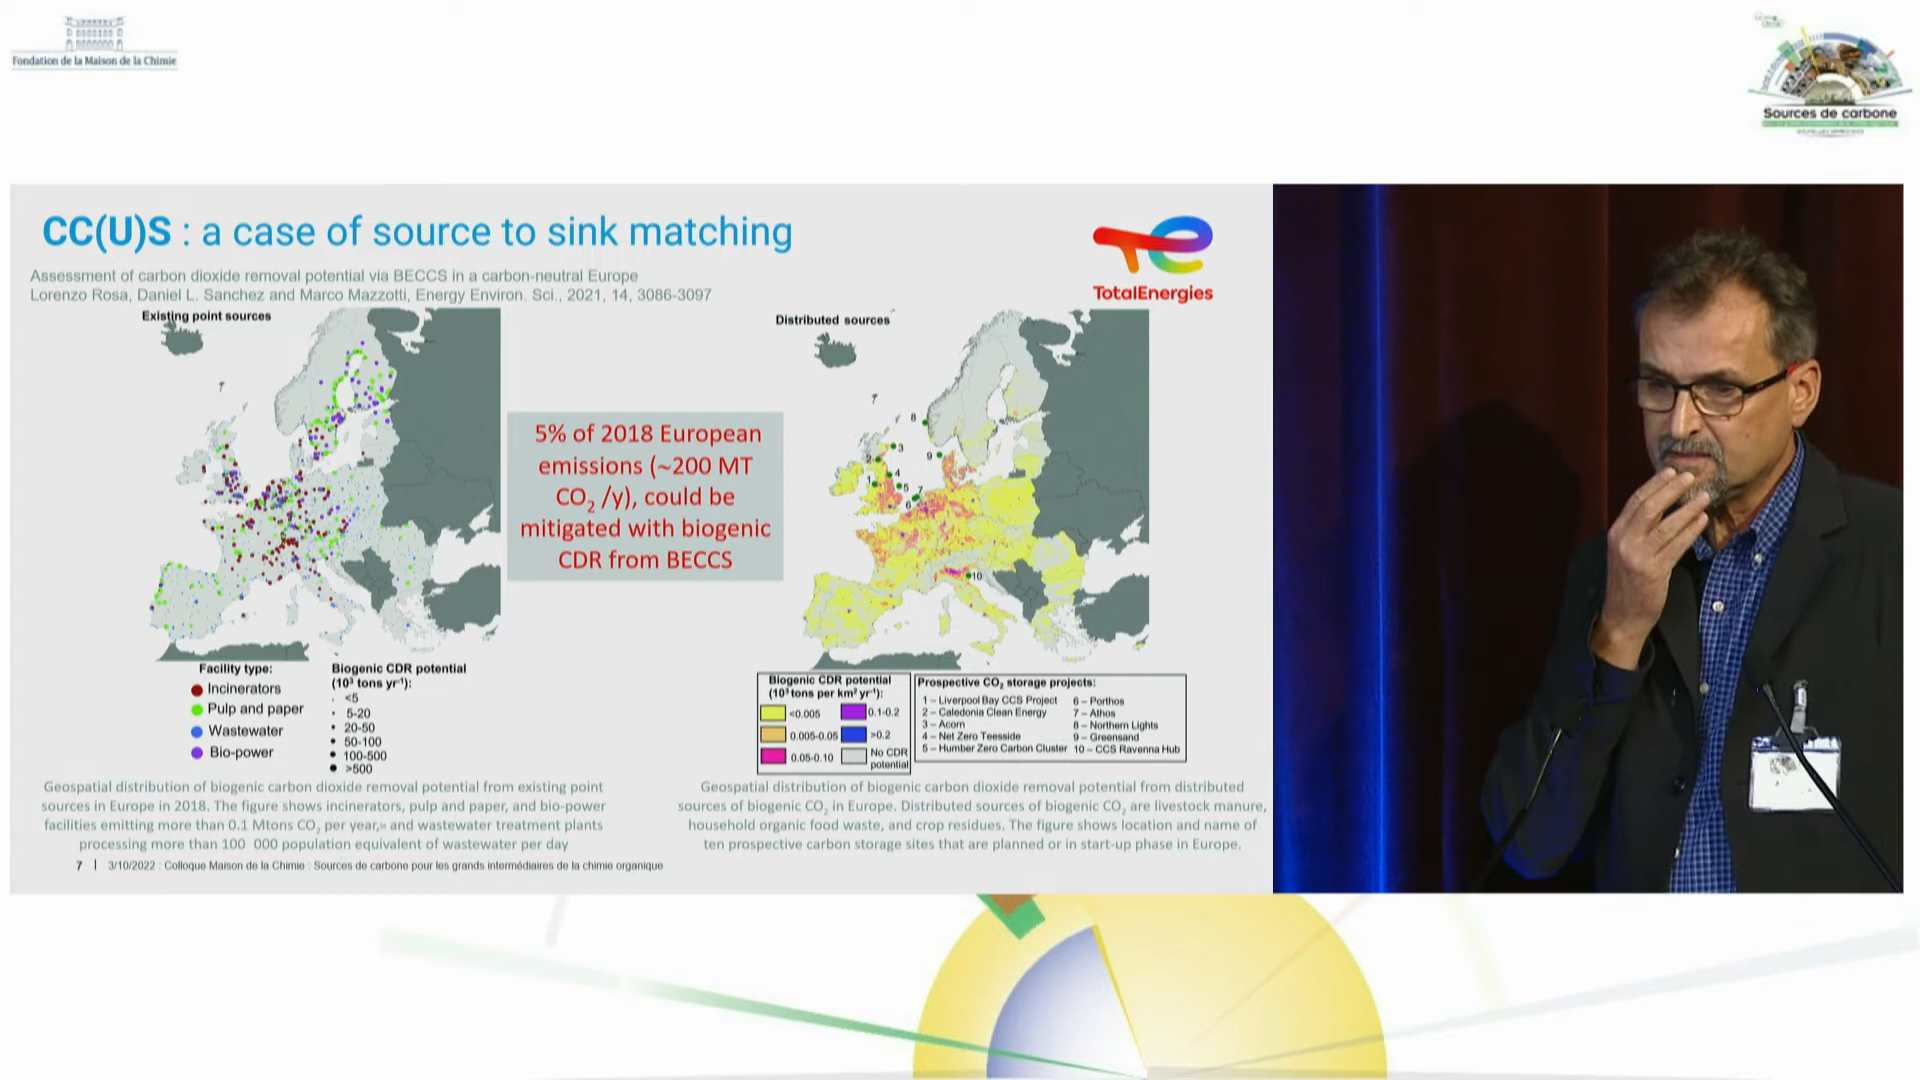 Fondation de la Maison de la Chimie
Sources de carbone
CC(U)S : a case of source to sink matching
TotalEnergies
Assessment of carbon dioxide removal potential via BECCS in a carbon-neutral Europe
Lorenzo Rosa, Daniel L. Sanchez and Marco Mazzotti, Energy Environ. Sci., 2021, 14, 3086-3097
Existing point sources
?
5% of 2018 European
emissions (~200 MT
CO₂ /y), could be
mitigated with biogenic
CDR from BECCS
Distributed sources
8
3
2
9
4
1
5
7
6
10
Facility type:
Incinerators
Pulp and paper
Wastewater
Bio-power
Biogenic CDR potential
(10³ tons yr⁻¹):
<5
5-20
20-50
50-100
100-500
>500
Biogenic CDR potential
(10³ tons per km² yr⁻¹):
<0.005
0.005-0.05
0.05-0.10
0.1-0.2
>0.2
No CDR
potential
Prospective CO₂ storage projects:
1 – Liverpool Bay CCS Project
2 – Caledonia Clean Energy
3 – Acorn
4 – Net Zero Teesside
5 – Humber Zero Carbon Cluster
6 – Porthos
7 – Athos
8 – Northern Lights
9 – Greensand
10 – CCS Ravenna Hub
Geospatial distribution of biogenic carbon dioxide removal potential from existing point
sources in Europe in 2018. The figure shows incinerators, pulp and paper, and bio-power
facilities emitting more than 0.1 Mtons CO₂ per year, and wastewater treatment plants
processing more than 100 000 population equivalent of wastewater per day
Geospatial distribution of biogenic carbon dioxide removal potential from distributed
sources of biogenic CO₂ in Europe. Distributed sources of biogenic CO₂ are livestock manure,
household organic food waste, and crop residues. The figure shows location and name of
ten prospective carbon storage sites that are planned or in start-up phase in Europe.
7 | 3/10/2022 : Colloque Maison de la Chimie : Sources de carbone pour les grands intermédiaires de la chimie organique